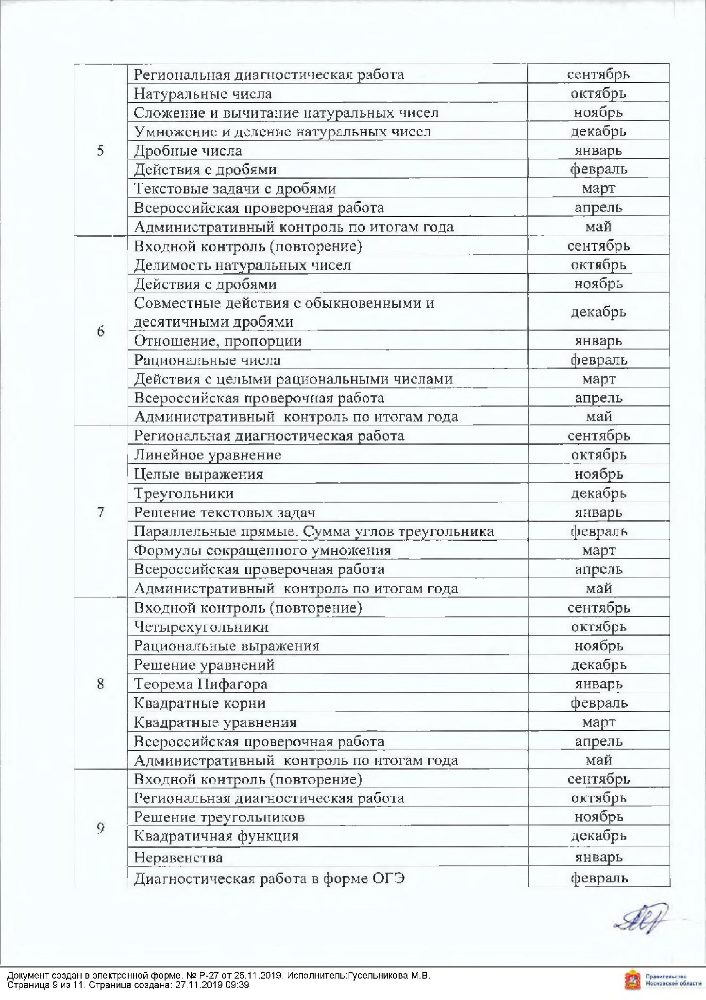 Региональная диагностическая работа сентябрь
Натуральные числа октябрь
Сложение и вычитание натуральных чисел ноябрь
Умножение и деление натуральных чисел декабрь
5 Дробные числа январь
Действия с дробями февраль
Текстовые задачи с дробями март
Всероссийская проверочная работа апрель
Административный контроль по итогам года май
Входной контроль (повторение) сентябрь
Делимость натуральных чисел октябрь
Действия с дробями ноябрь
Совместные действия с обыкновенными и
десятичными дробями декабрь
6 Отношение, пропорции январь
Рациональные числа февраль
Действия с целыми рациональными числами март
Всероссийская проверочная работа апрель
Административный контроль по итогам года май
Региональная диагностическая работа сентябрь
Линейное уравнение октябрь
Целые выражения ноябрь
Треугольники декабрь
7 Решение текстовых задач январь
Параллельные прямые. Сумма углов треугольника февраль
Формулы сокращенного умножения март
Всероссийская проверочная работа апрель
Административный контроль по итогам года май
Входной контроль (повторение) сентябрь
Четырехугольники октябрь
Рациональные выражения ноябрь
Решение уравнений декабрь
8 Теорема Пифагора январь
Квадратные корни февраль
Квадратные уравнения март
Всероссийская проверочная работа апрель
Административный контроль по итогам года май
Входной контроль (повторение) сентябрь
Региональная диагностическая работа октябрь
Решение треугольников ноябрь
9 Квадратичная функция декабрь
Неравенства январь
Диагностическая работа в форме ОГЭ февраль
Документ создан в электронной форме. № Р-27 от 26.11.2019. Исполнитель:Гусельникова М.В.
Страница 9 из 11. Страница создана: 27.11.2019 09:39
Правительство
Московской области